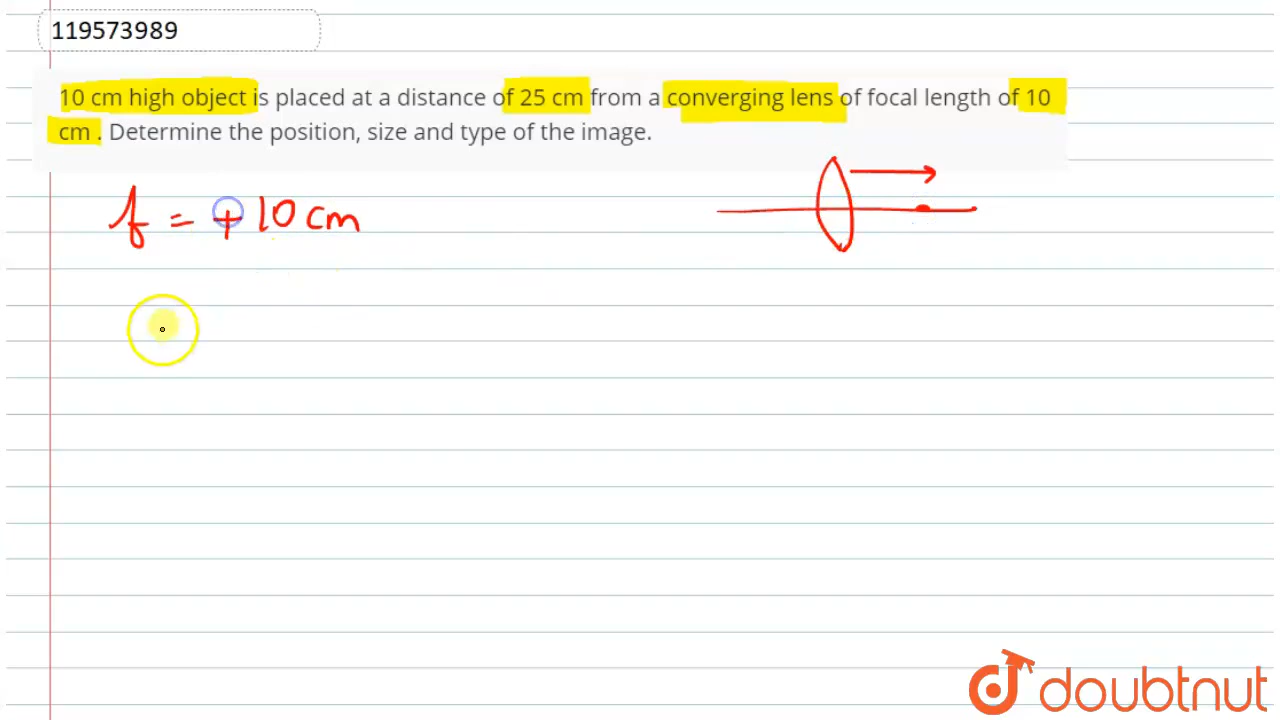 119573989
10 cm high object is placed at a distance of 25 cm from a converging lens of focal length of 10
cm . Determine the position, size and type of the image.
f = + 10 cm
doubtnut